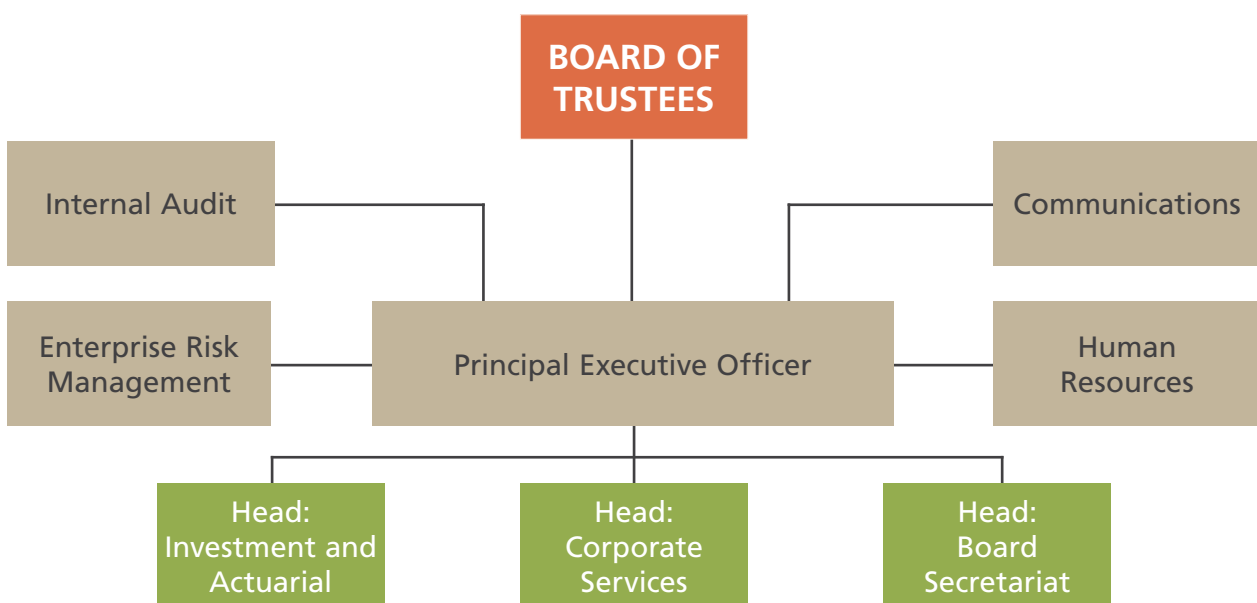 BOARD OF
TRUSTEES
Internal Audit
Communications
Enterprise Risk
Management
Principal Executive Officer
Human
Resources
Head:
Investment and
Actuarial
Head:
Corporate
Services
Head:
Board
Secretariat